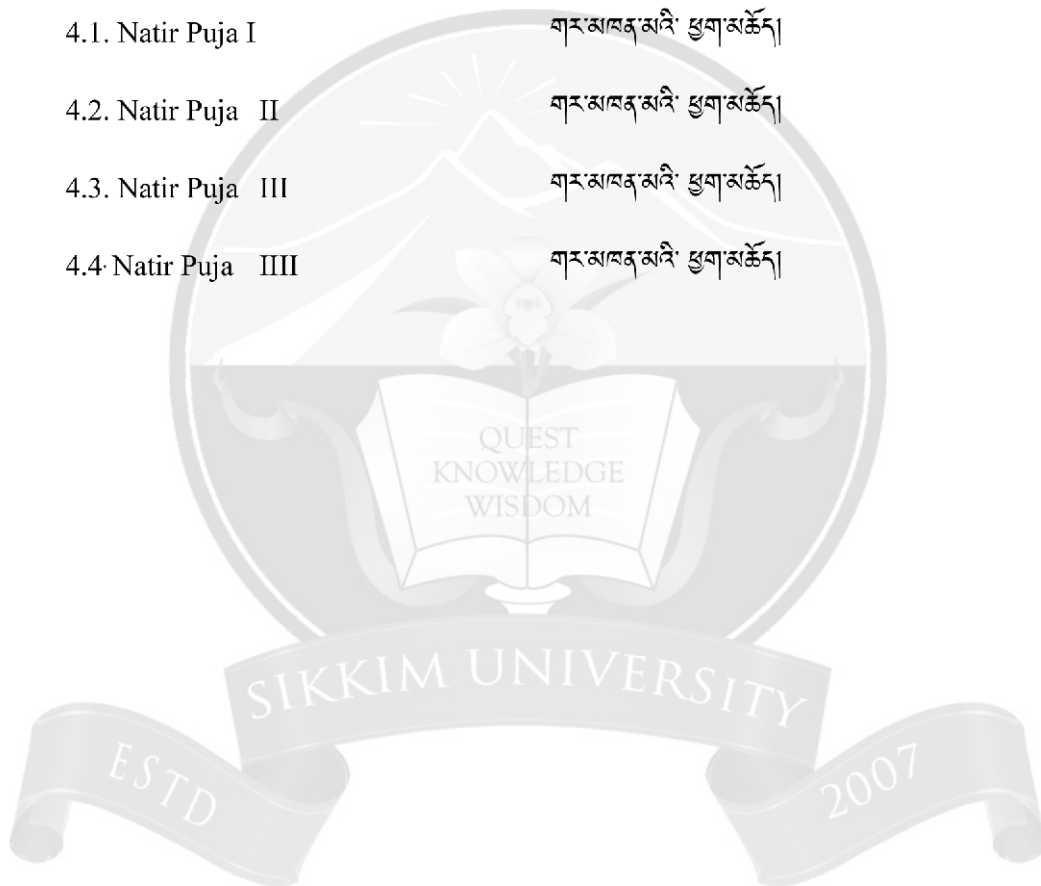 4.1. Natir Puja I གར་མཁན་མའི་ ཕྱག་མཆོད།
4.2. Natir Puja II གར་མཁན་མའི་ ཕྱག་མཆོད།
4.3. Natir Puja III གར་མཁན་མའི་ ཕྱག་མཆོད།
4.4 Natir Puja IIII གར་མཁན་མའི་ ཕྱག་མཆོད།
QUEST
KNOWLEDGE
WISDOM
SIKKIM UNIVERSITY
ESTD 2007